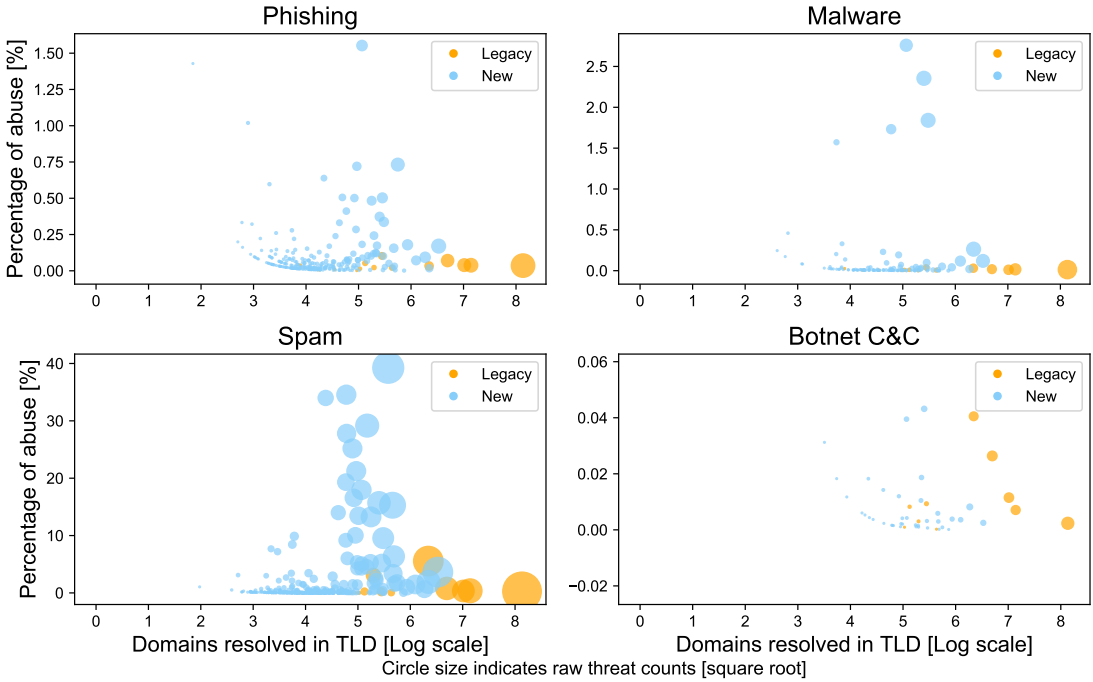 Phishing
Percentage of abuse [%]
1.50
1.25
1.00
0.75
0.50
0.25
0.00
0 1 2 3 4 5 6 7 8
Legacy
New
Malware
2.5
2.0
1.5
1.0
0.5
0.0
0 1 2 3 4 5 6 7 8
Legacy
New
Spam
Percentage of abuse [%]
40
30
20
10
0
0 1 2 3 4 5 6 7 8
Legacy
New
Domains resolved in TLD [Log scale]
Botnet C&C
0.06
0.04
0.02
0.00
−0.02
0 1 2 3 4 5 6 7 8
Legacy
New
Domains resolved in TLD [Log scale]
Circle size indicates raw threat counts [square root]